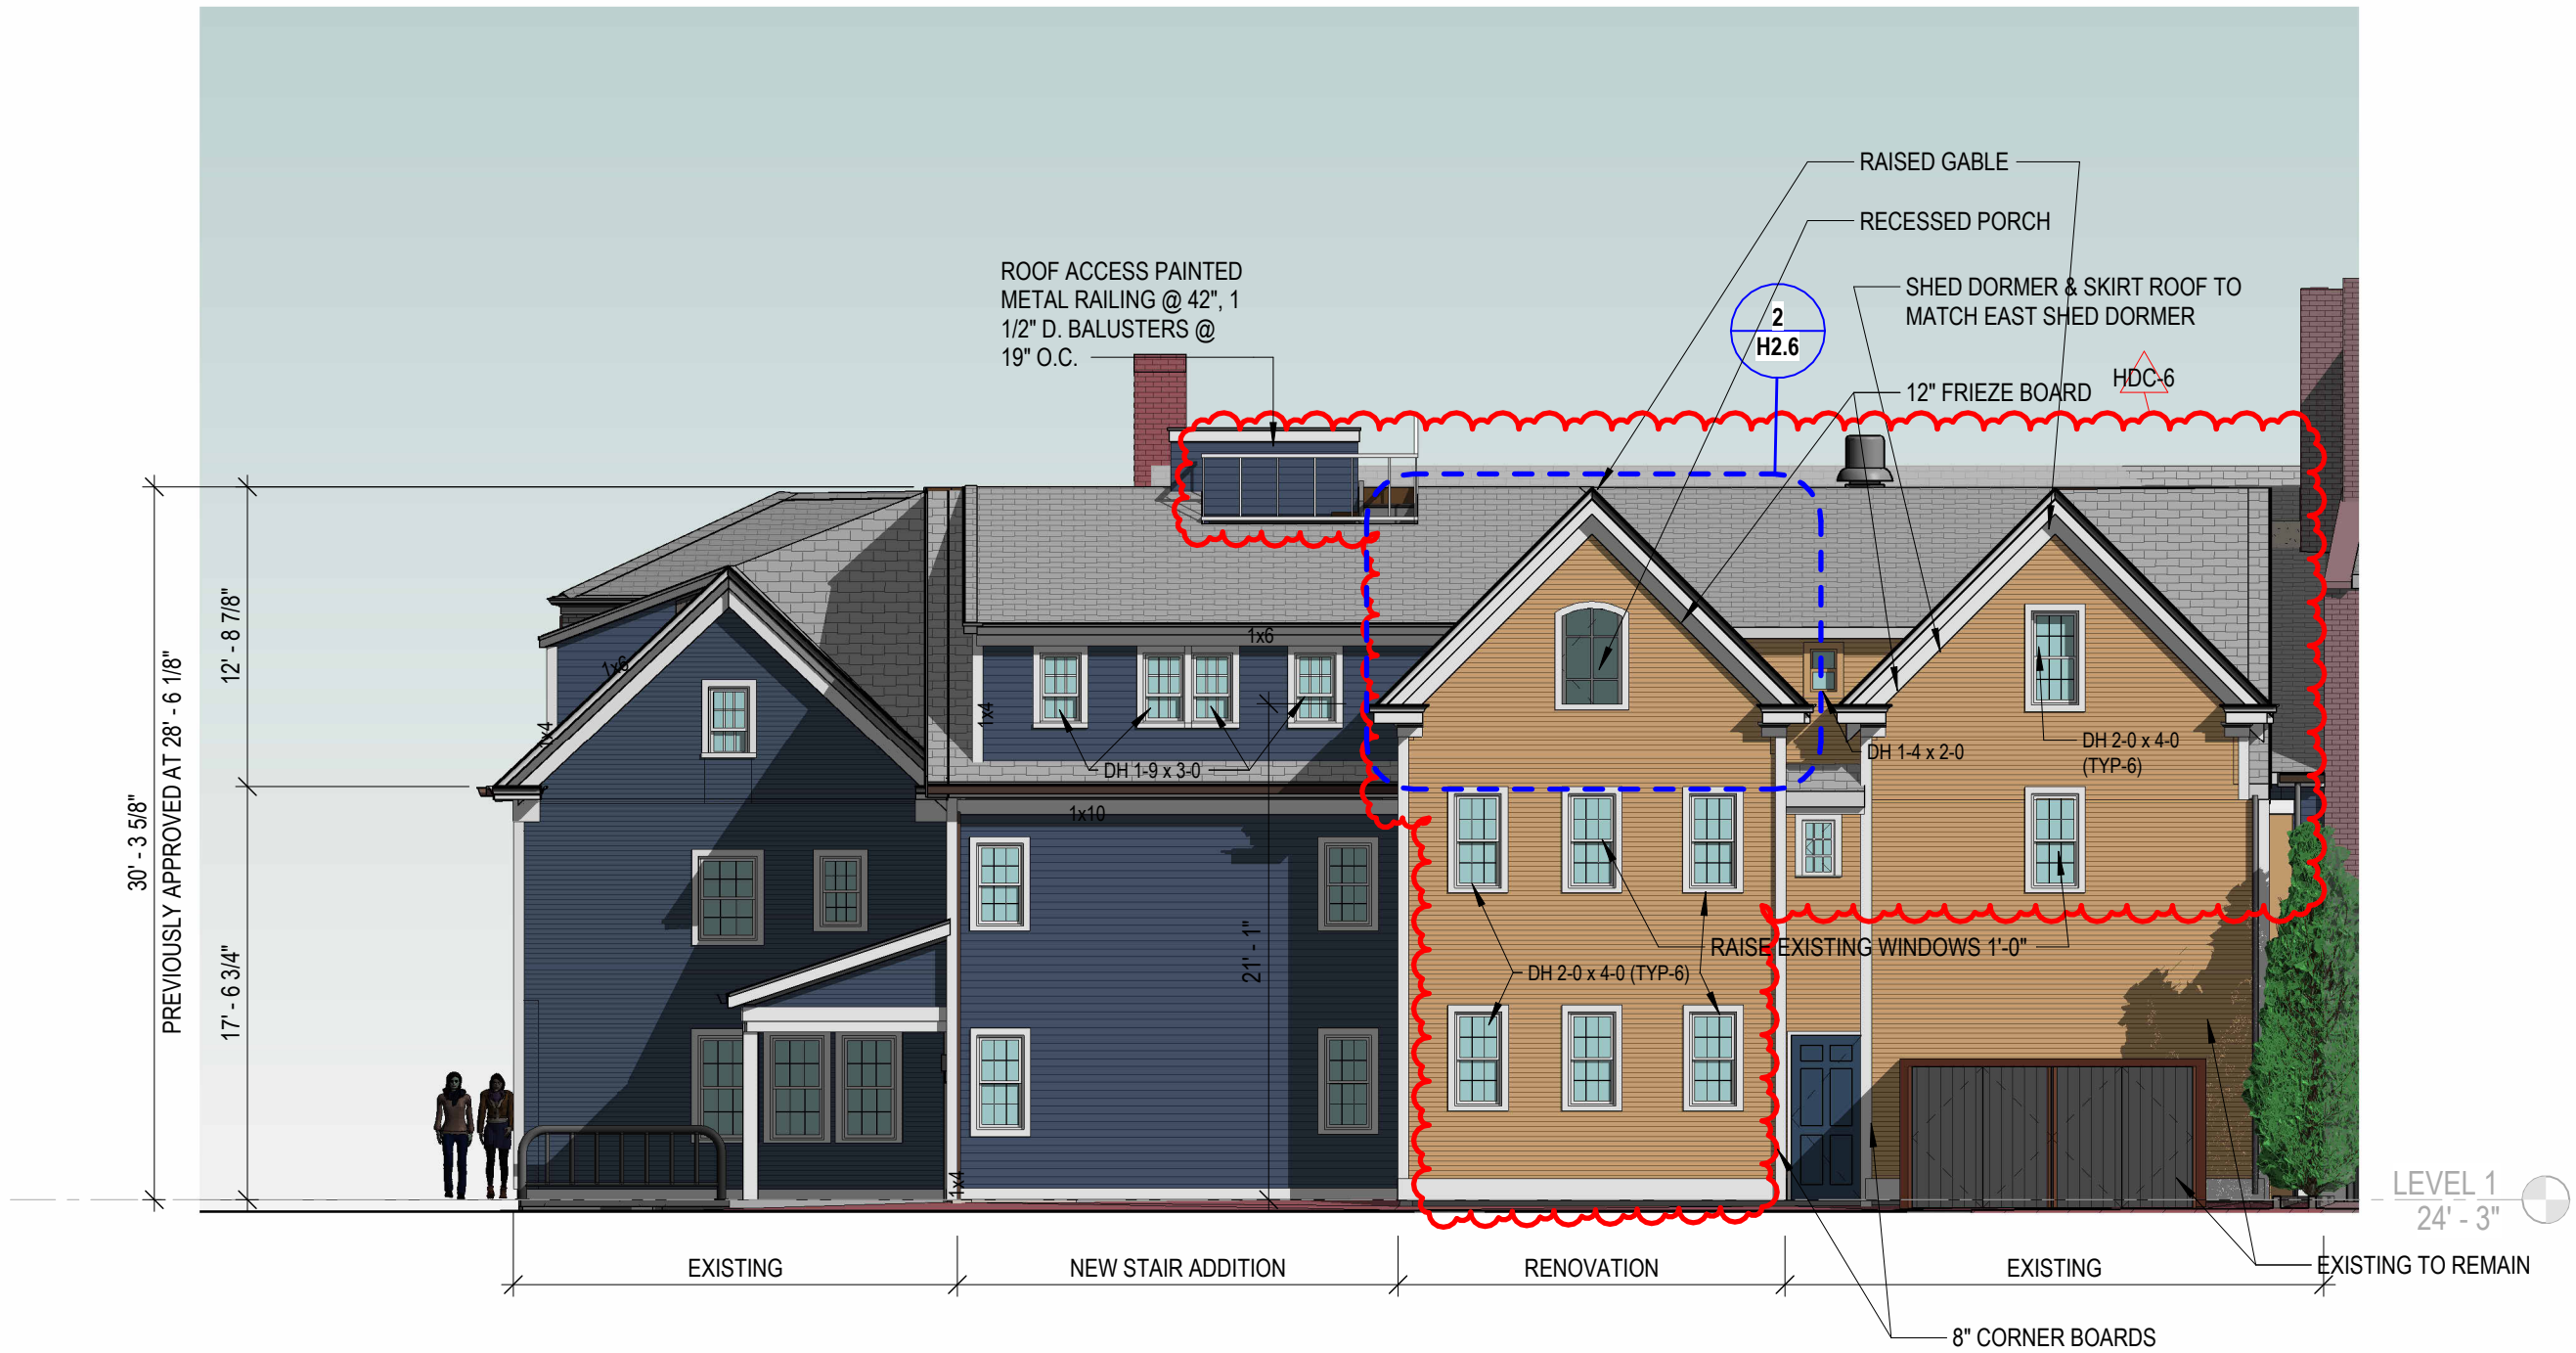 RAISED GABLE
RECESSED PORCH
ROOF ACCESS PAINTED
METAL RAILING @ 42", 1
1/2" D. BALUSTERS @
19" O.C.
SHED DORMER & SKIRT ROOF TO
MATCH EAST SHED DORMER
2
H2.6
HDC-6
12" FRIEZE BOARD
30' - 3 5/8"
PREVIOUSLY APPROVED AT 28' - 6 1/8"
12' - 8 7/8"
17' - 6 3/4"
1x6
1x4
1x6
1x4
DH 1-9 x 3-0
1x10
21' - 1"
1x4
DH 1-4 x 2-0
DH 2-0 x 4-0
(TYP-6)
RAISE EXISTING WINDOWS 1'-0"
DH 2-0 x 4-0 (TYP-6)
LEVEL 1
24' - 3"
EXISTING
NEW STAIR ADDITION
RENOVATION
EXISTING
EXISTING TO REMAIN
8" CORNER BOARDS